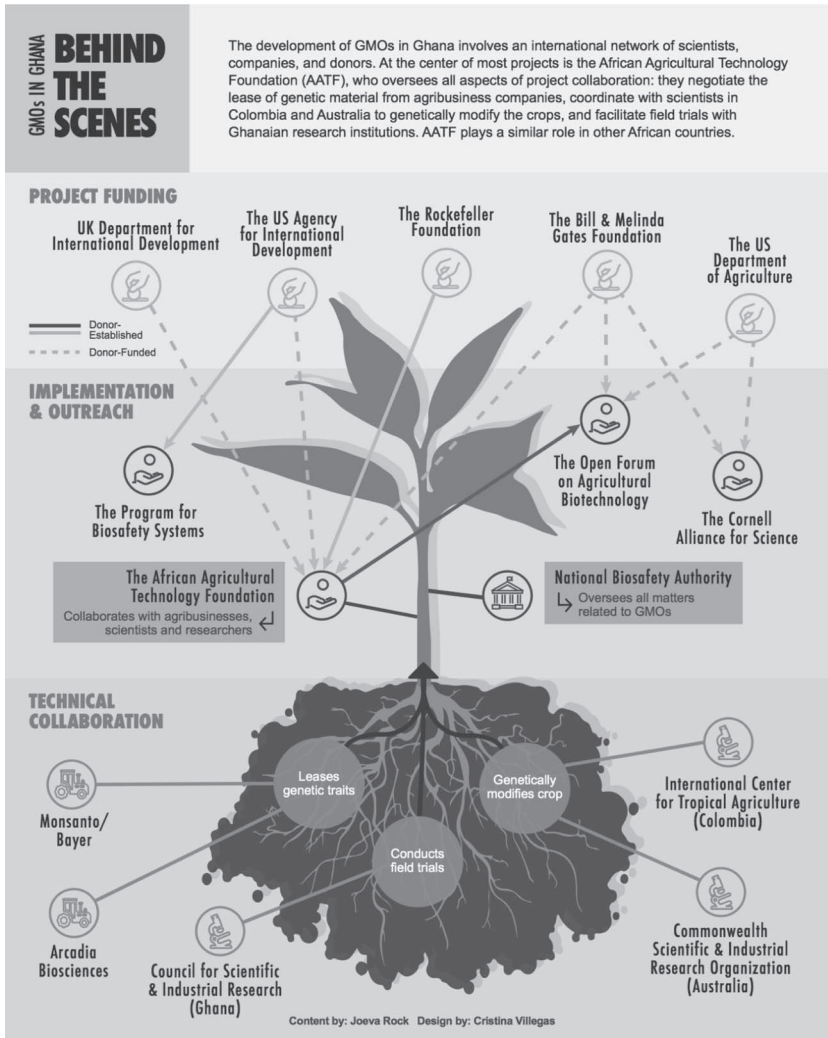 GMOs IN GHANA
BEHIND
THE
SCENES
The development of GMOs in Ghana involves an international network of scientists,
companies, and donors. At the center of most projects is the African Agricultural Technology
Foundation (AATF), who oversees all aspects of project collaboration: they negotiate the
lease of genetic material from agribusiness companies, coordinate with scientists in
Colombia and Australia to genetically modify the crops, and facilitate field trials with
Ghanaian research institutions. AATF plays a similar role in other African countries.
PROJECT FUNDING
UK Department for
International Development
The US Agency
for International
Development
The Rockefeller
Foundation
The Bill & Melinda
Gates Foundation
The US
Department
of Agriculture
Donor-
Established
Donor-Funded
IMPLEMENTATION
& OUTREACH
The Program for
Biosafety Systems
The Open Forum
on Agricultural
Biotechnology
The Cornell
Alliance for Science
The African Agricultural
Technology Foundation
Collaborates with agribusinesses,
scientists and researchers
National Biosafety Authority
Oversees all matters
related to GMOs
TECHNICAL
COLLABORATION
Leases
genetic traits
Genetically
modifies crop
Conducts
field trials
Monsanto/
Bayer
International Center
for Tropical Agriculture
(Colombia)
Arcadia
Biosciences
Council for Scientific
& Industrial Research
(Ghana)
Commonwealth
Scientific & Industrial
Research Organization
(Australia)
Content by: Joeva Rock Design by: Cristina Villegas